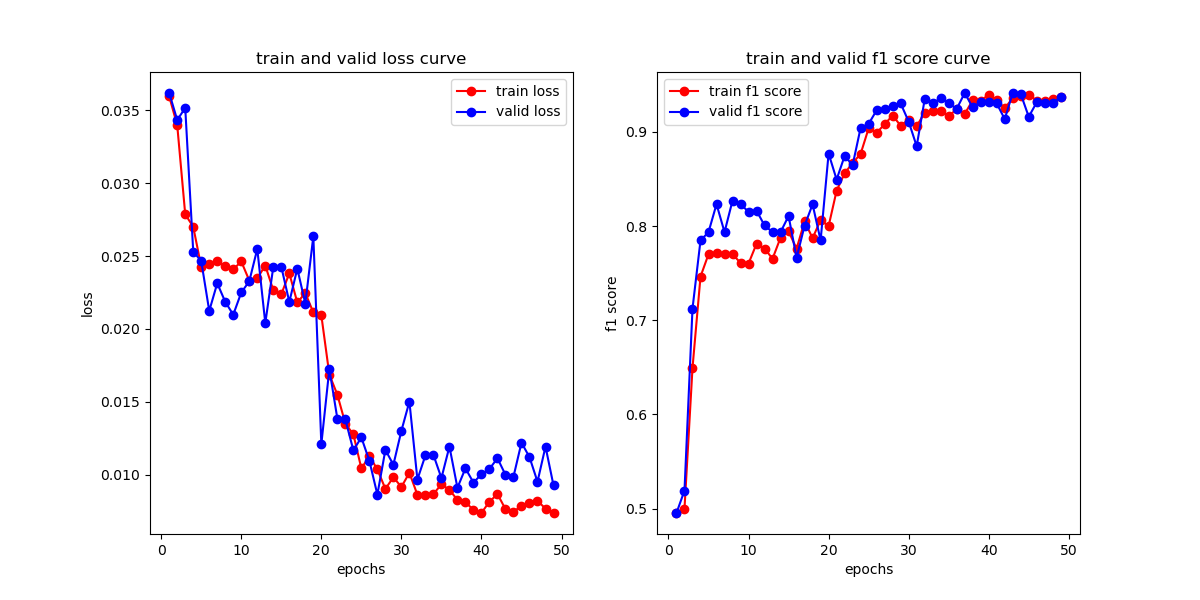 train and valid loss curve
train loss
valid loss
0.035
0.030
0.025
0.020
0.015
0.010
loss
0 10 20 30 40 50
epochs
train and valid f1 score curve
train f1 score
valid f1 score
0.9
0.8
0.7
0.6
0.5
f1 score
0 10 20 30 40 50
epochs